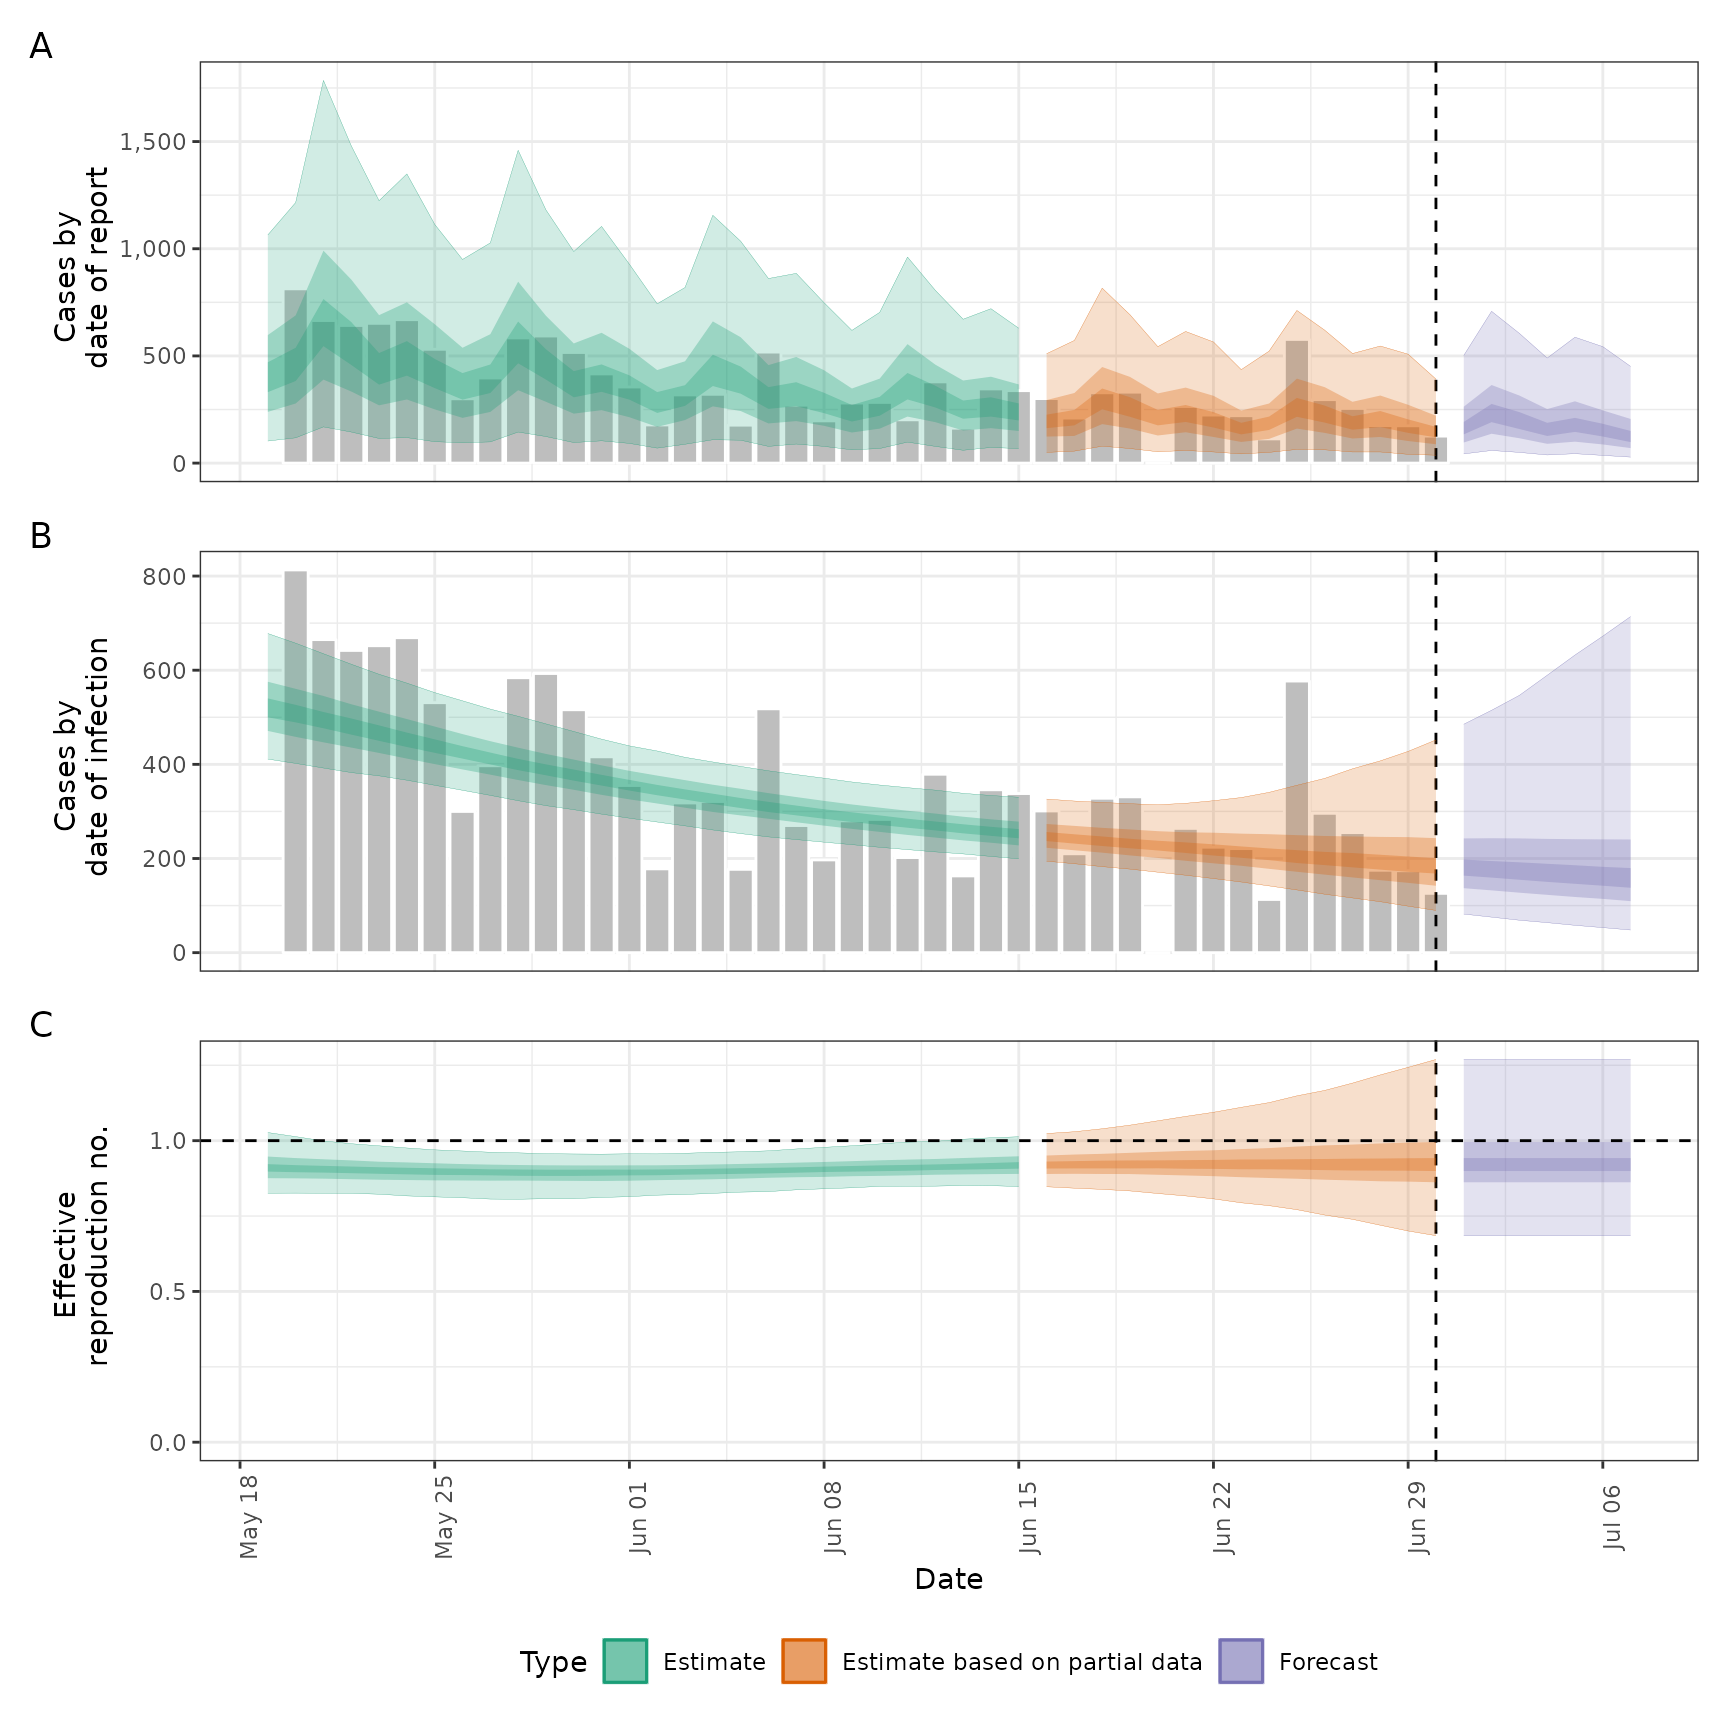 A
Cases by
date of report
1,500
1,000
500
0
B
Cases by
date of infection
800
600
400
200
0
C
Effective
reproduction no.
1.0
0.5
0.0
May 18
May 25
Jun 01
Jun 08
Jun 15
Jun 22
Jun 29
Jul 06
Date
Type
Estimate
Estimate based on partial data
Forecast